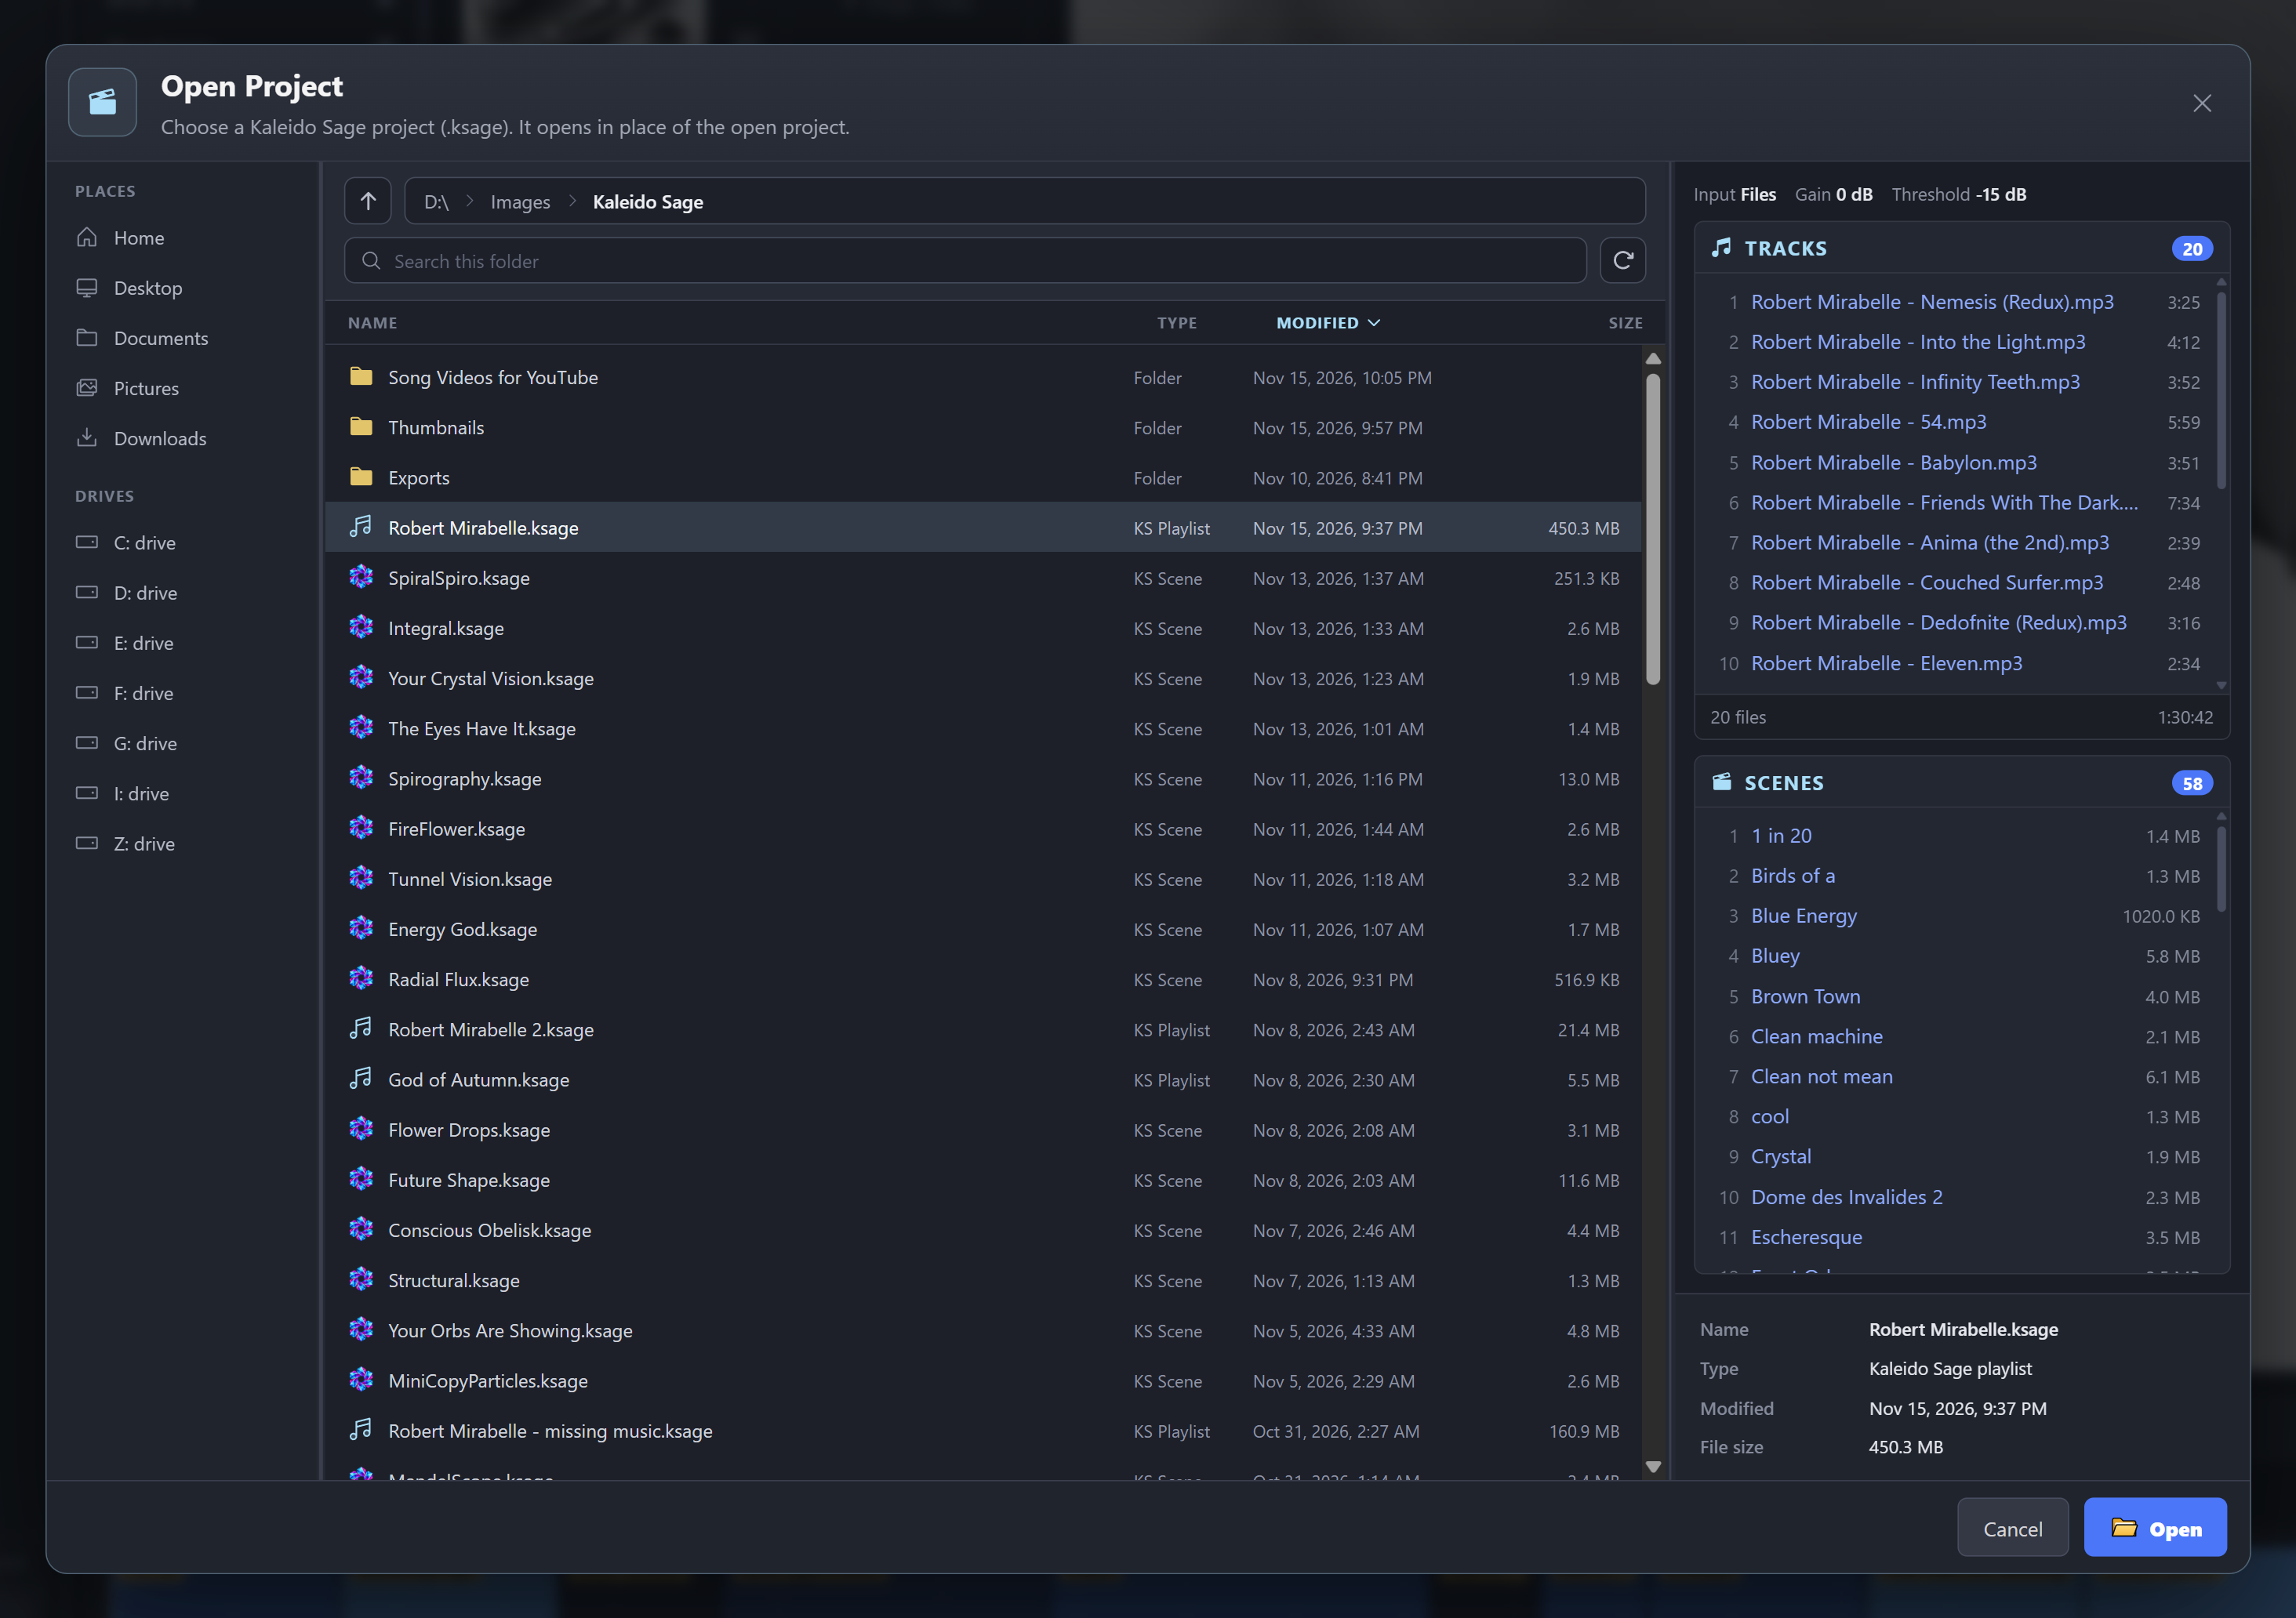 Open Project
Choose a Kaleido Sage project (.ksage). It opens in place of the open project.
PLACES
Home
Desktop
Documents
Pictures
Downloads
DRIVES
C: drive
D: drive
E: drive
F: drive
G: drive
I: drive
Z: drive
D:\ Images Kaleido Sage
Search this folder
NAME TYPE MODIFIED SIZE
Song Videos for YouTube Folder Nov 15, 2026, 10:05 PM
Thumbnails Folder Nov 15, 2026, 9:57 PM
Exports Folder Nov 10, 2026, 8:41 PM
Robert Mirabelle.ksage KS Playlist Nov 15, 2026, 9:37 PM 450.3 MB
SpiralSpiro.ksage KS Scene Nov 13, 2026, 1:37 AM 251.3 KB
Integral.ksage KS Scene Nov 13, 2026, 1:33 AM 2.6 MB
Your Crystal Vision.ksage KS Scene Nov 13, 2026, 1:23 AM 1.9 MB
The Eyes Have It.ksage KS Scene Nov 13, 2026, 1:01 AM 1.4 MB
Spirography.ksage KS Scene Nov 11, 2026, 1:16 PM 13.0 MB
FireFlower.ksage KS Scene Nov 11, 2026, 1:44 AM 2.6 MB
Tunnel Vision.ksage KS Scene Nov 11, 2026, 1:18 AM 3.2 MB
Energy God.ksage KS Scene Nov 11, 2026, 1:07 AM 1.7 MB
Radial Flux.ksage KS Scene Nov 8, 2026, 9:31 PM 516.9 KB
Robert Mirabelle 2.ksage KS Playlist Nov 8, 2026, 2:43 AM 21.4 MB
God of Autumn.ksage KS Playlist Nov 8, 2026, 2:30 AM 5.5 MB
Flower Drops.ksage KS Scene Nov 8, 2026, 2:08 AM 3.1 MB
Future Shape.ksage KS Scene Nov 8, 2026, 2:03 AM 11.6 MB
Conscious Obelisk.ksage KS Scene Nov 7, 2026, 2:46 AM 4.4 MB
Structural.ksage KS Scene Nov 7, 2026, 1:13 AM 1.3 MB
Your Orbs Are Showing.ksage KS Scene Nov 5, 2026, 4:33 AM 4.8 MB
MiniCopyParticles.ksage KS Scene Nov 5, 2026, 2:29 AM 2.6 MB
Robert Mirabelle - missing music.ksage KS Playlist Oct 31, 2026, 2:27 AM 160.9 MB
Input Files Gain 0 dB Threshold -15 dB
TRACKS 20
1 Robert Mirabelle - Nemesis (Redux).mp3 3:25
2 Robert Mirabelle - Into the Light.mp3 4:12
3 Robert Mirabelle - Infinity Teeth.mp3 3:52
4 Robert Mirabelle - 54.mp3 5:59
5 Robert Mirabelle - Babylon.mp3 3:51
6 Robert Mirabelle - Friends With The Dark.... 7:34
7 Robert Mirabelle - Anima (the 2nd).mp3 2:39
8 Robert Mirabelle - Couched Surfer.mp3 2:48
9 Robert Mirabelle - Dedofnite (Redux).mp3 3:16
10 Robert Mirabelle - Eleven.mp3 2:34
20 files 1:30:42
SCENES 58
1 1 in 20 1.4 MB
2 Birds of a 1.3 MB
3 Blue Energy 1020.0 KB
4 Bluey 5.8 MB
5 Brown Town 4.0 MB
6 Clean machine 2.1 MB
7 Clean not mean 6.1 MB
8 cool 1.3 MB
9 Crystal 1.9 MB
10 Dome des Invalides 2 2.3 MB
11 Escheresque 3.5 MB
Name Robert Mirabelle.ksage
Type Kaleido Sage playlist
Modified Nov 15, 2026, 9:37 PM
File size 450.3 MB
Cancel
Open